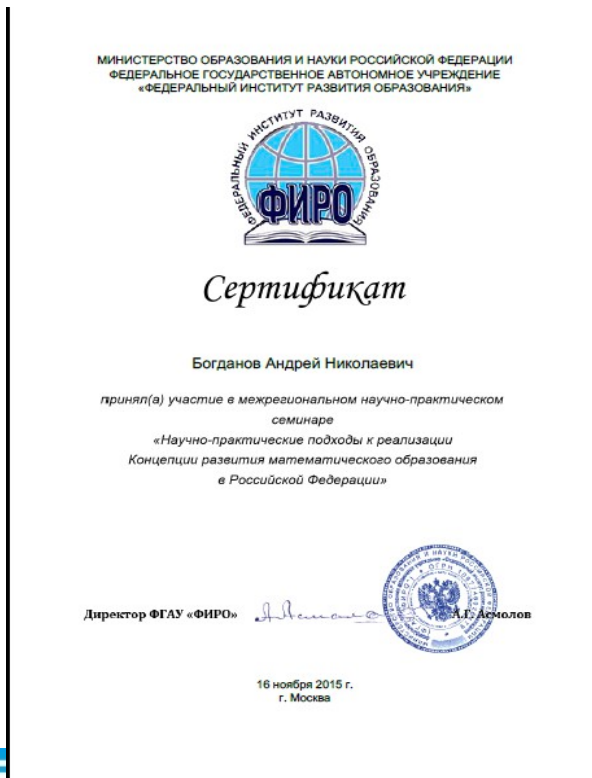 МИНИСТЕРСТВО ОБРАЗОВАНИЯ И НАУКИ РОССИЙСКОЙ ФЕДЕРАЦИИ
ФЕДЕРАЛЬНОЕ ГОСУДАРСТВЕННОЕ АВТОНОМНОЕ УЧРЕЖДЕНИЕ
«ФЕДЕРАЛЬНЫЙ ИНСТИТУТ РАЗВИТИЯ ОБРАЗОВАНИЯ»
ФЕДЕРАЛЬНЫЙ ИНСТИТУТ РАЗВИТИЯ ОБРАЗОВАНИЯ
ФИРО
Сертификат
Богданов Андрей Николаевич
принял(а) участие в межрегиональном научно-практическом
семинаре
«Научно-практические подходы к реализации
Концепции развития математического образования
в Российской Федерации»
Директор ФГАУ «ФИРО»
А.Г. Асмолов
16 ноября 2015 г.
г. Москва